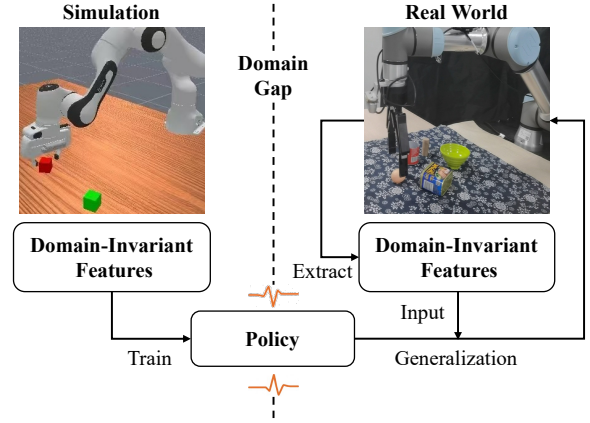 Simulation
Real World
Domain
Gap
Domain-Invariant
Features
Extract
Domain-Invariant
Features
Input
Train
Policy
Generalization